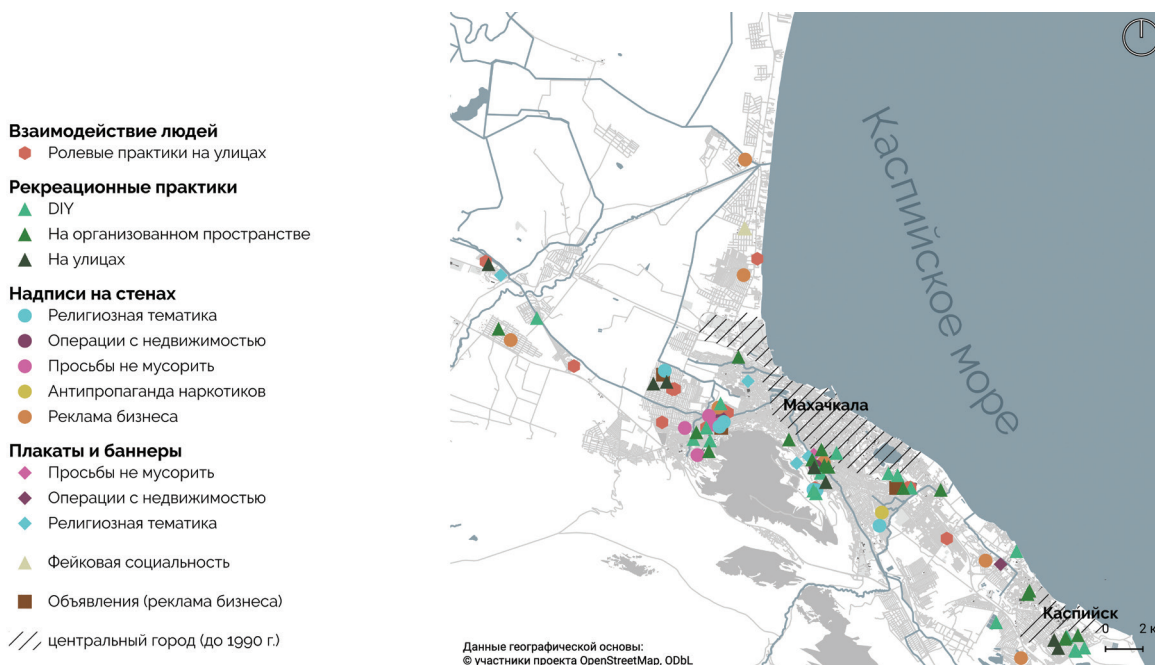 Взаимодействие людей
Ролевые практики на улицах
Рекреационные практики
DIY
На организованном пространстве
На улицах
Надписи на стенах
Религиозная тематика
Операции с недвижимостью
Просьбы не мусорить
Антипропаганда наркотиков
Реклама бизнеса
Плакаты и баннеры
Просьбы не мусорить
Операции с недвижимостью
Религиозная тематика
Фейковая социальность
Объявления (реклама бизнеса)
центральный город (до 1990 г.)
Каспийское море
Махачкала
Каспийск
0 2 к
Данные географической основы:
© участники проекта OpenStreetMap, ODbL